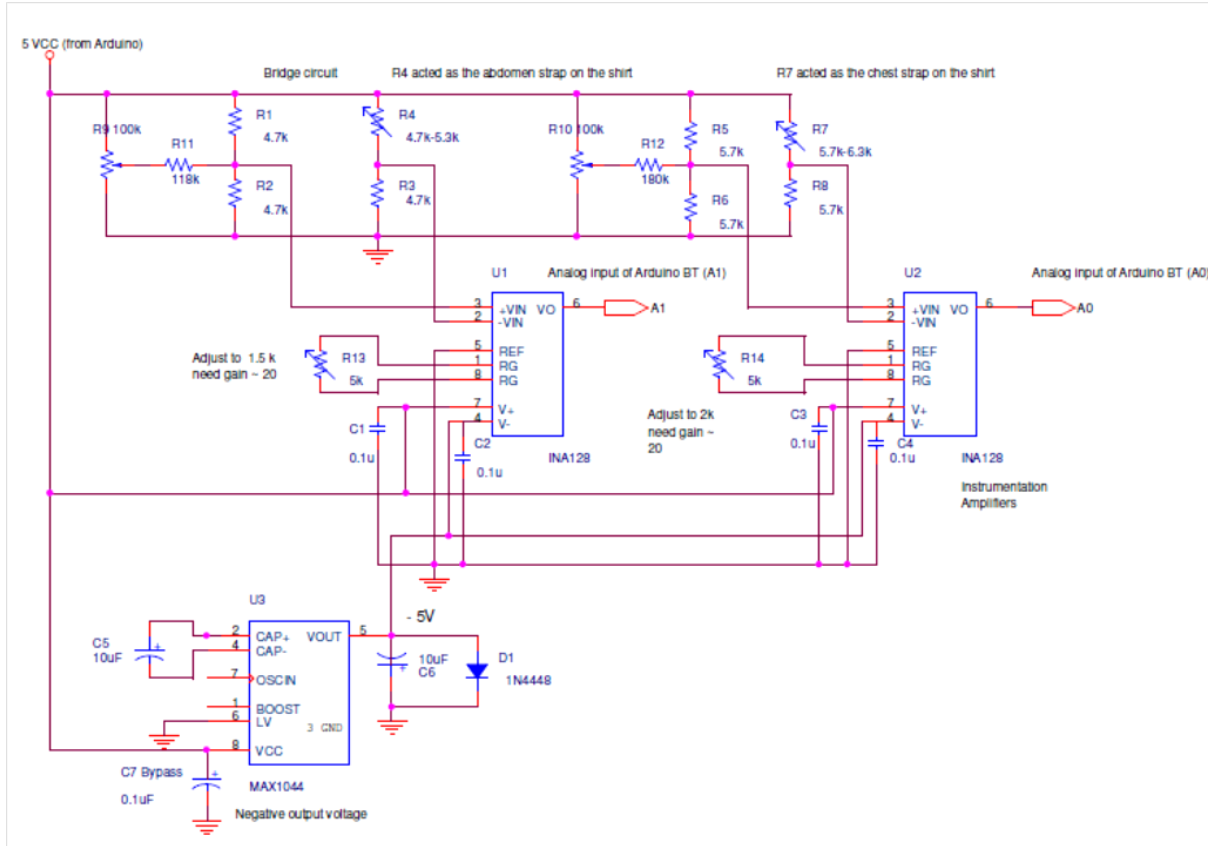 5 VCC (from Arduino)
Bridge circuit
R4 acted as the abdomen strap on the shirt
R7 acted as the chest strap on the shirt
R9 100k
R11
118k
R1
4.7k
R2
4.7k
R4
4.7k-5.3k
R3
4.7k
R10 100k
R12
180k
R5
5.7k
R6
5.7k
R7
5.7k-6.3k
R8
5.7k
U1
Analog input of Arduino BT (A1)
3 +VIN VO 6
2 -VIN
A1
5 REF
1 RG
8 RG
7 V+
4 V-
INA128
Adjust to 1.5 k
need gain ~ 20
R13
5k
C1
0.1u
C2
0.1u
U2
Analog input of Arduino BT (A0)
3 +VIN VO 6
2 -VIN
A0
5 REF
1 RG
8 RG
7 V+
4 V-
INA128
Instrumentation
Amplifiers
R14
5k
Adjust to 2k
need gain ~
20
C3
0.1u
C4
0.1u
U3
- 5V
C5
10uF
2 CAP+ VOUT 5
4 CAP-
7 OSCIN
1 BOOST
6 LV
3 GND
8 VCC
MAX1044
10uF
C6
D1
1N4448
C7 Bypass
0.1uF
Negative output voltage